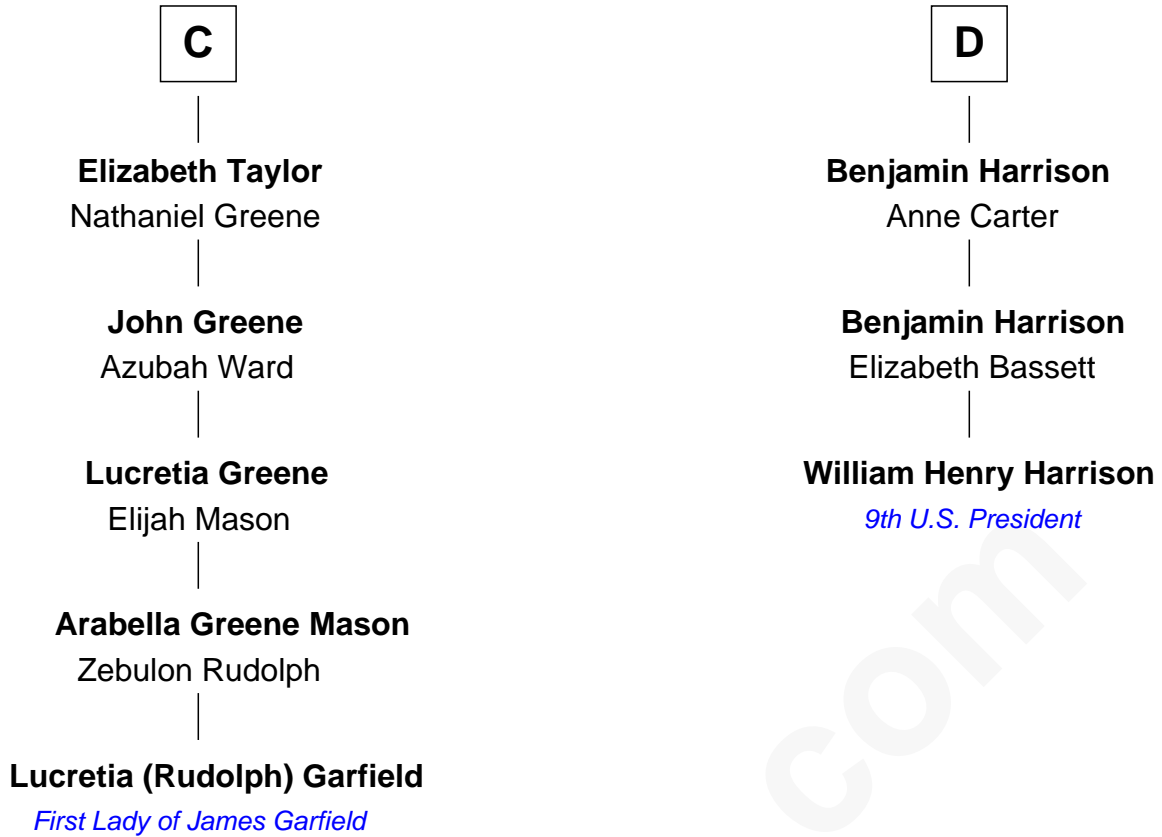 C
Elizabeth Taylor
Nathaniel Greene
John Greene
Azubah Ward
Lucretia Greene
Elijah Mason
Arabella Greene Mason
Zebulon Rudolph
Lucretia (Rudolph) Garfield
First Lady of James Garfield
D
Benjamin Harrison
Anne Carter
Benjamin Harrison
Elizabeth Bassett
William Henry Harrison
9th U.S. President
com